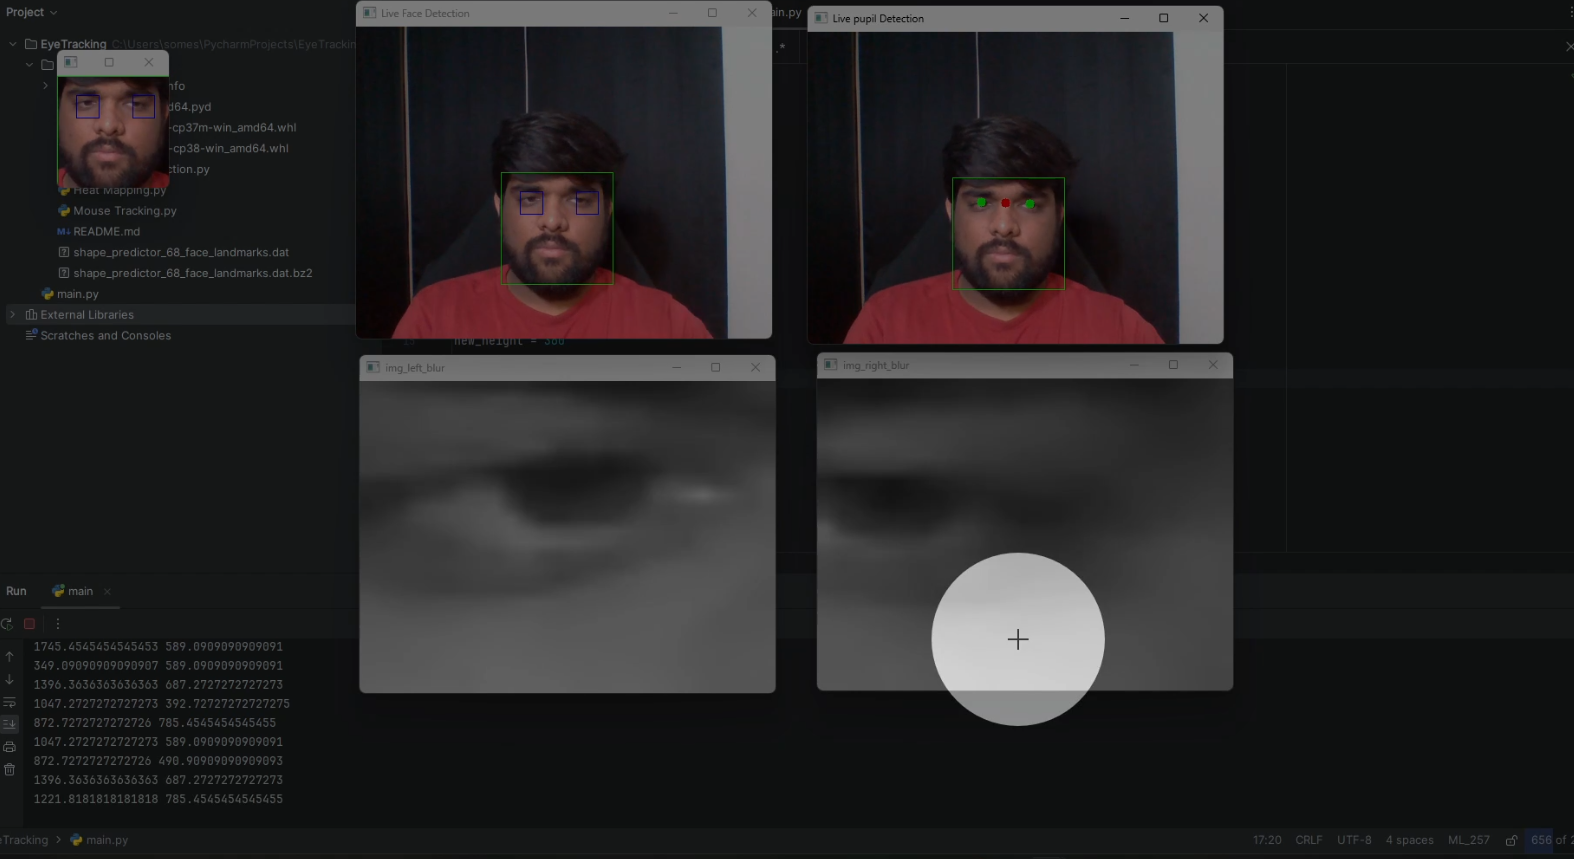 Project
EyeTracking C:\Users\somes\PycharmProjects\EyeTrackin
nfo
d64.pyd
-cp37m-win_amd64.whl
-cp38-win_amd64.whl
ction.py
Heat Mapping.py
Mouse Tracking.py
M↓ README.md
shape_predictor_68_face_landmarks.dat
shape_predictor_68_face_landmarks.dat.bz2
main.py
External Libraries
Scratches and Consoles
Live Face Detection
ain.py
Live pupil Detection
new_height = 300
img_left_blur
img_right_blur
Run
main
1745.4545454545453 589.0909090909091
349.09090909090907 589.0909090909091
1396.3636363636363 687.2727272727273
1047.2727272727273 392.72727272727275
872.7272727272726 785.4545454545455
1047.2727272727273 589.0909090909091
872.7272727272726 490.90909090909093
1396.3636363636363 687.2727272727273
1221.8181818181818 785.4545454545455
eTracking > main.py
17:20 CRLF UTF-8 4 spaces ML_257 656 of 2